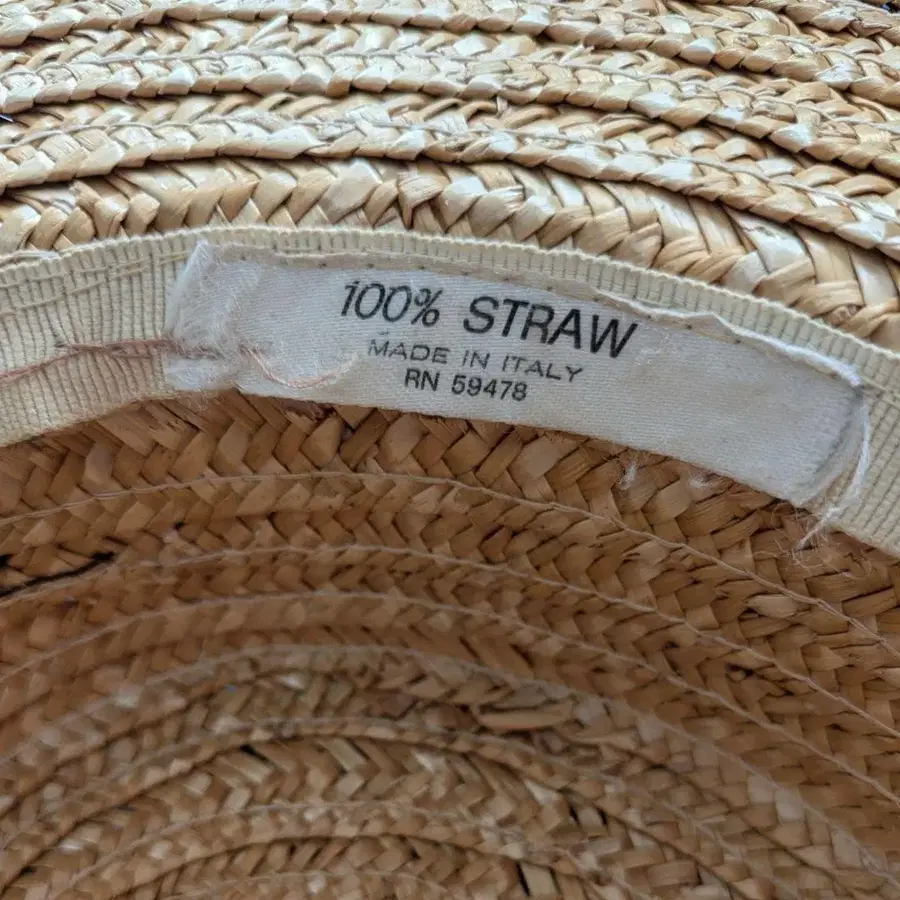 100% STRAW
MADE IN ITALY
RN 59478